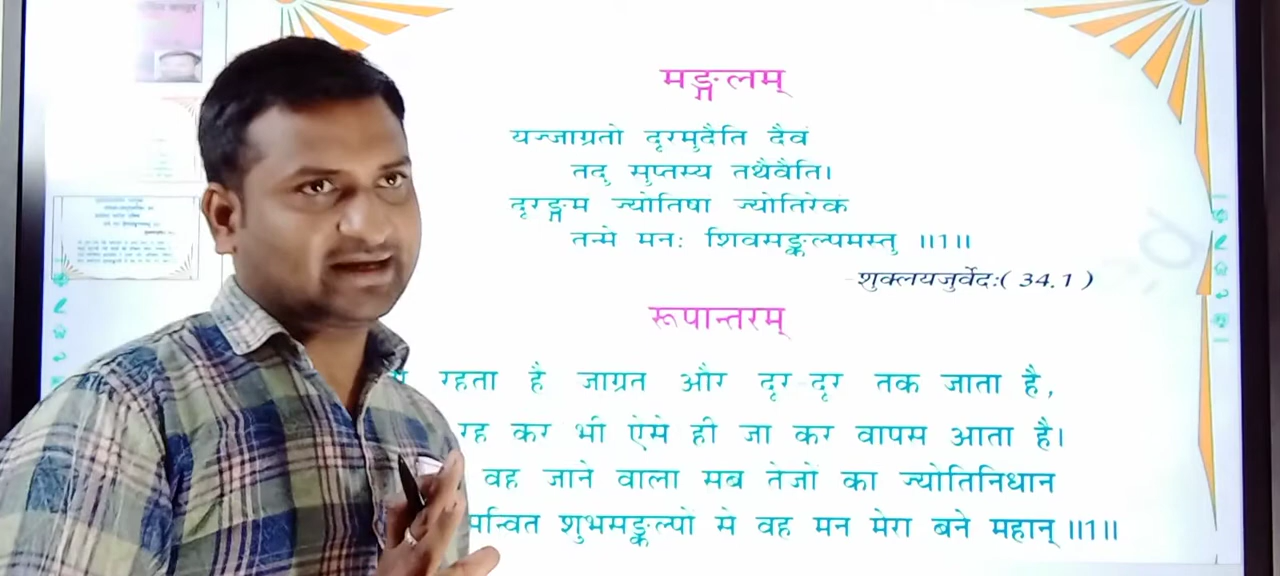 मङ्गलम्
यज्जाग्रतो दूरमुदैति दैवं
तदु सुप्तस्य तथैवैति।
दूरङ्गम ज्योतिषा ज्योतिरेक
तन्मे मनः शिवसङ्कल्पमस्तु ॥1॥
-शुक्लयजुर्वेदः( 34.1 )
रूपान्तरम्
रहता है जाग्रत और दूर-दूर तक जाता है,
रह कर भी ऐसे ही जा कर वापस आता है।
वह जाने वाला सब तेजों का ज्योतिनिधान
मन्वित शुभसङ्कल्पो से वह मन मेरा बने महान् ॥1॥